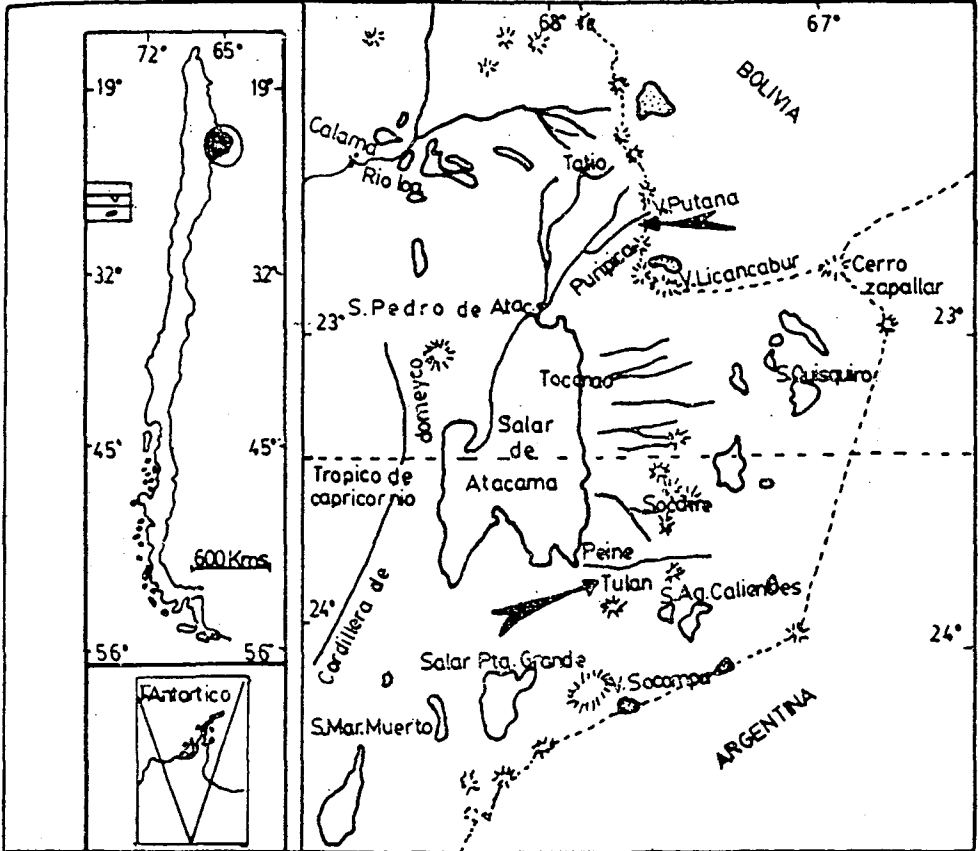 72° 65°
19° 19°
32° 32°
45° 45°
600 Kms.
56° 56°
T.Antartico
68° 67°
BOLIVIA
Calama
Rio loa
Tatio
V.Putana
Puripica
V.Licancabur
Cerro
zapallar
S. Pedro de Atac.
23° 23°
domeyco
Toconao
S.Quisquiro
Salar
de
Atacama
Tropico de
capricornio
Socaire
Peine
Tulan
S.Ag.Calientes
24° 24°
Cordillera de
Salar Pta. Grande
V.Socompa
S.Mar.Muerto
ARGENTINA